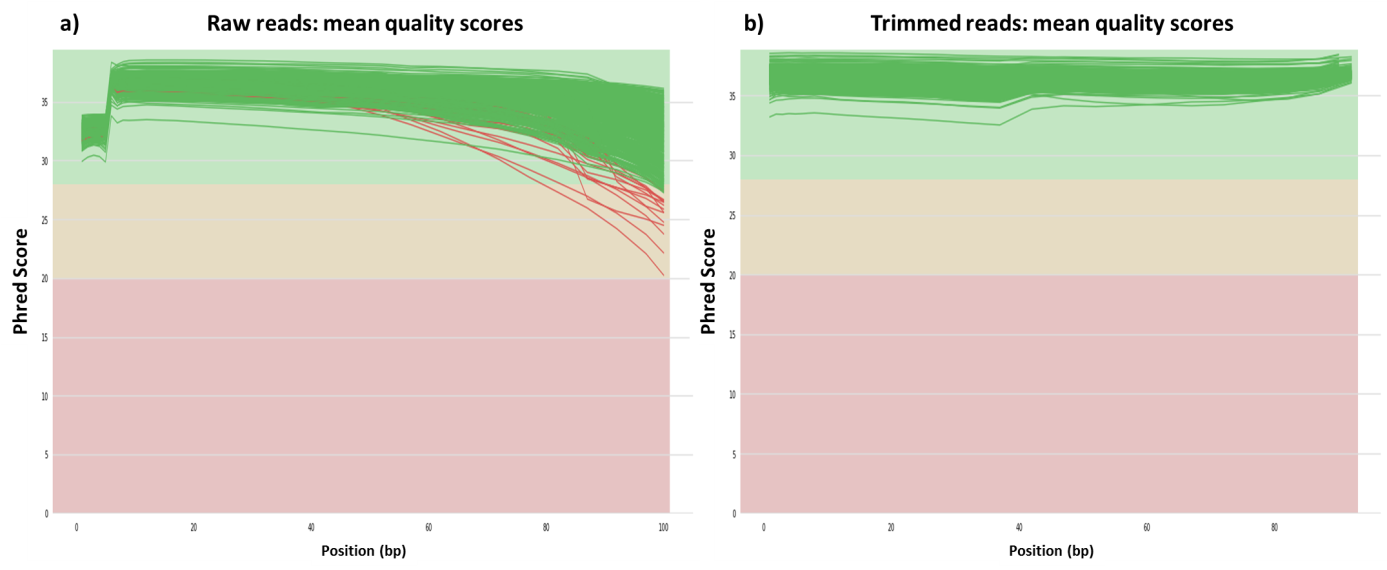 a)
Raw reads: mean quality scores
35
30
25
20
15
10
5
0
Phred Score
0 20 40 60 80 100
Position (bp)
b)
Trimmed reads: mean quality scores
35
30
25
20
15
10
5
0
Phred Score
0 20 40 60 80
Position (bp)